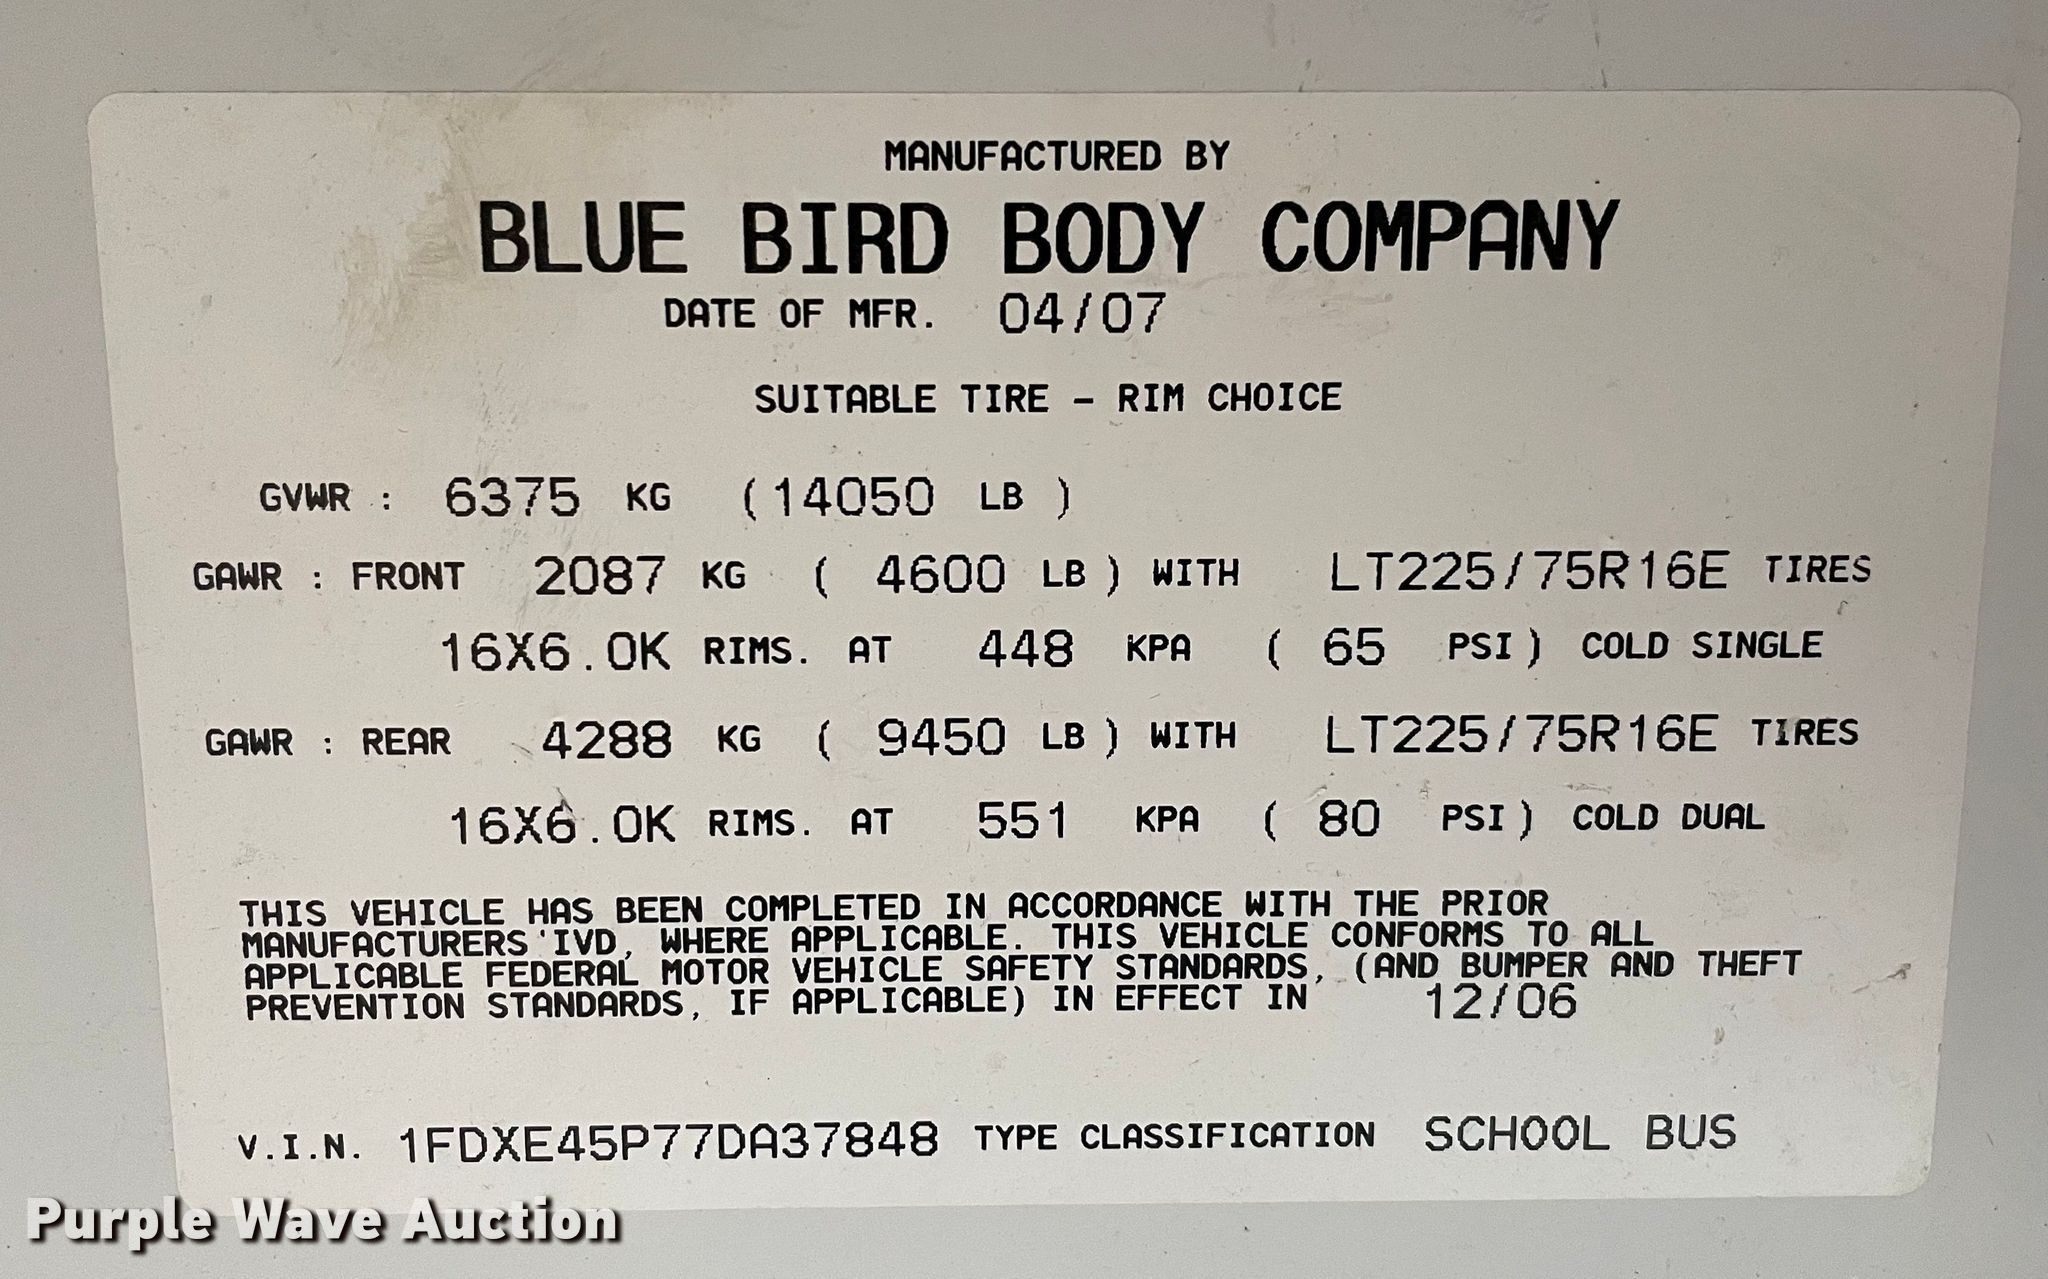 MANUFACTURED BY
BLUE BIRD BODY COMPANY
DATE OF MFR. 04/07
SUITABLE TIRE - RIM CHOICE
GVWR : 6375 KG (14050 LB )
GAWR : FRONT 2087 KG ( 4600 LB ) WITH LT225/75R16E TIRES
16X6.0K RIMS. AT 448 KPA ( 65 PSI ) COLD SINGLE
GAWR : REAR 4288 KG ( 9450 LB ) WITH LT225/75R16E TIRES
16X6.0K RIMS. AT 551 KPA ( 80 PSI ) COLD DUAL
THIS VEHICLE HAS BEEN COMPLETED IN ACCORDANCE WITH THE PRIOR
MANUFACTURERS 'IVD, WHERE APPLICABLE. THIS VEHICLE CONFORMS TO ALL
APPLICABLE FEDERAL MOTOR VEHICLE SAFETY STANDARDS, (AND BUMPER AND THEFT
PREVENTION STANDARDS, IF APPLICABLE) IN EFFECT IN 12/06
V.I.N. 1FDXE45P77DA37848 TYPE CLASSIFICATION SCHOOL BUS
Purple Wave Auction